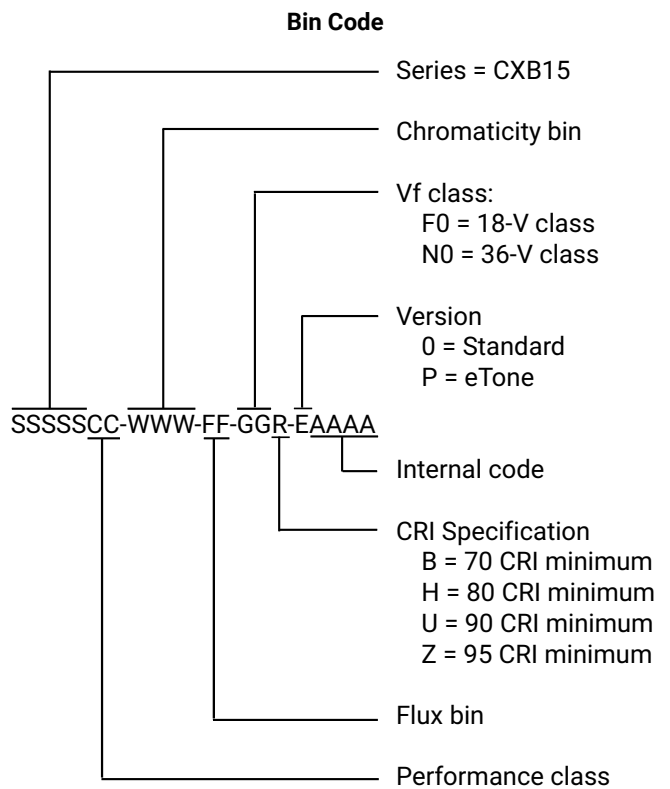 Bin Code
Series = CXB15
Chromaticity bin
Vf class:
F0 = 18-V class
N0 = 36-V class
Version
0 = Standard
P = eTone
SSSSSCC-WWW-FF-GGR-EAAAA
Internal code
CRI Specification
B = 70 CRI minimum
H = 80 CRI minimum
U = 90 CRI minimum
Z = 95 CRI minimum
Flux bin
Performance class